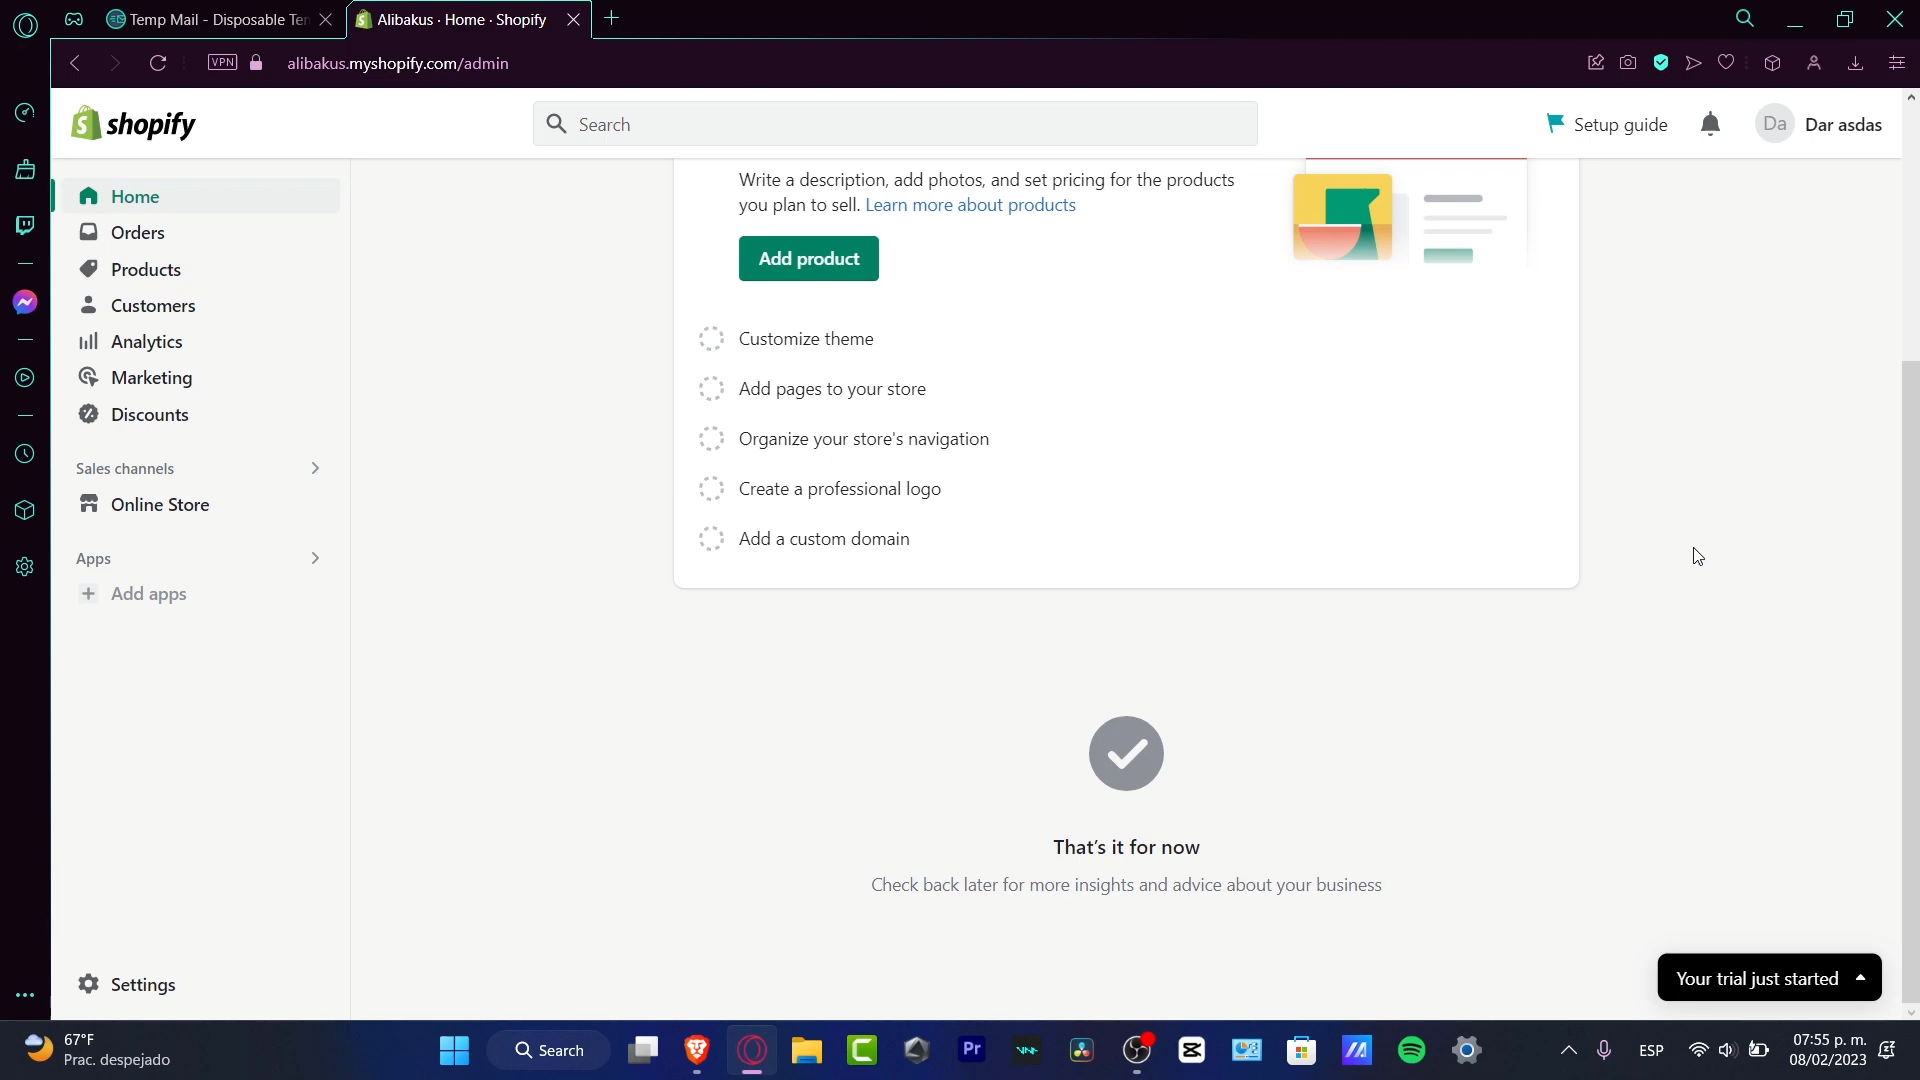 Temp Mail - Disposable Te
Alibakus · Home · Shopify
VPN
alibakus.myshopify.com/admin
shopify
Search
Setup guide
Da
Dar asdas
Home
Orders
Products
Customers
Analytics
Marketing
Discounts
Sales channels
Online Store
Apps
Add apps
Settings
Write a description, add photos, and set pricing for the products
you plan to sell. Learn more about products
Add product
Customize theme
Add pages to your store
Organize your store's navigation
Create a professional logo
Add a custom domain
That's it for now
Check back later for more insights and advice about your business
Your trial just started
67°F
Prac. despejado
Search
Pr
ESP
07:55 p. m.
08/02/2023